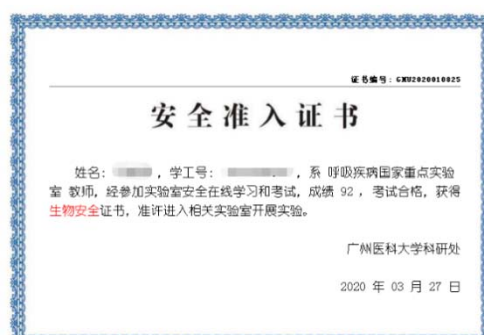 证书编号：GMU2020010025
安全准入证书
姓名： ，学工号： ，系 呼吸疾病国家重点实验
室 教师，经参加实验室安全在线学习和考试，成绩 92 ，考试合格，获得
生物安全证书，准许进入相关实验室开展实验。
广州医科大学科研处
2020 年 03 月 27 日